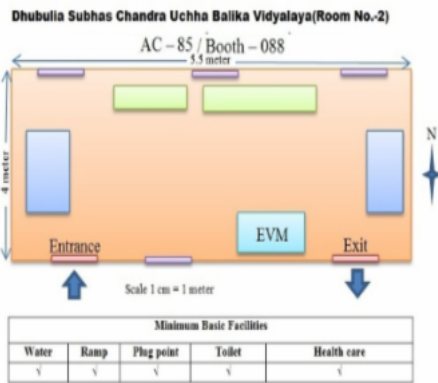 Dhubulia Subhas Chandra Uchha Balika Vidyalaya(Room No.-2)
AC – 85 / Booth – 088
5.5 meter
4 meter
N
EVM
Entrance
Exit
Scale 1 cm = 1 meter
Minimum Basic Facilities
Water Ramp Plug point Toilet Health care
√ √ √ √ √